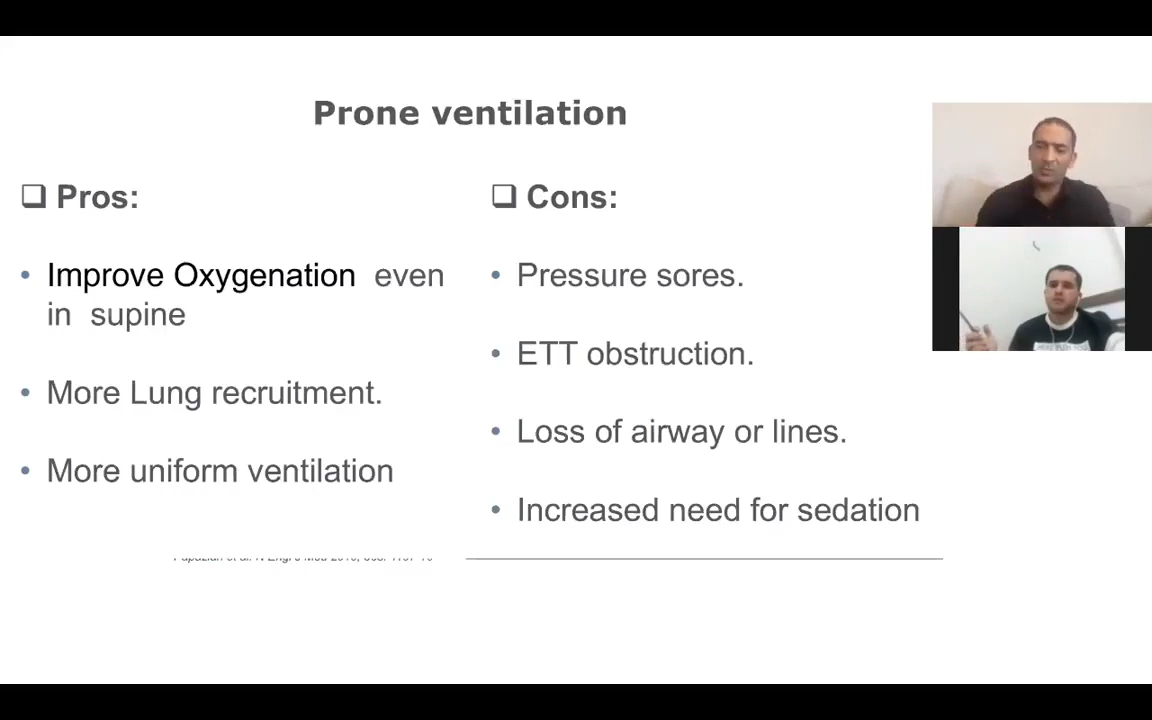 Prone ventilation
❑ Pros:
• Improve Oxygenation even
in supine
• More Lung recruitment.
• More uniform ventilation
❑ Cons:
• Pressure sores.
• ETT obstruction.
• Loss of airway or lines.
• Increased need for sedation